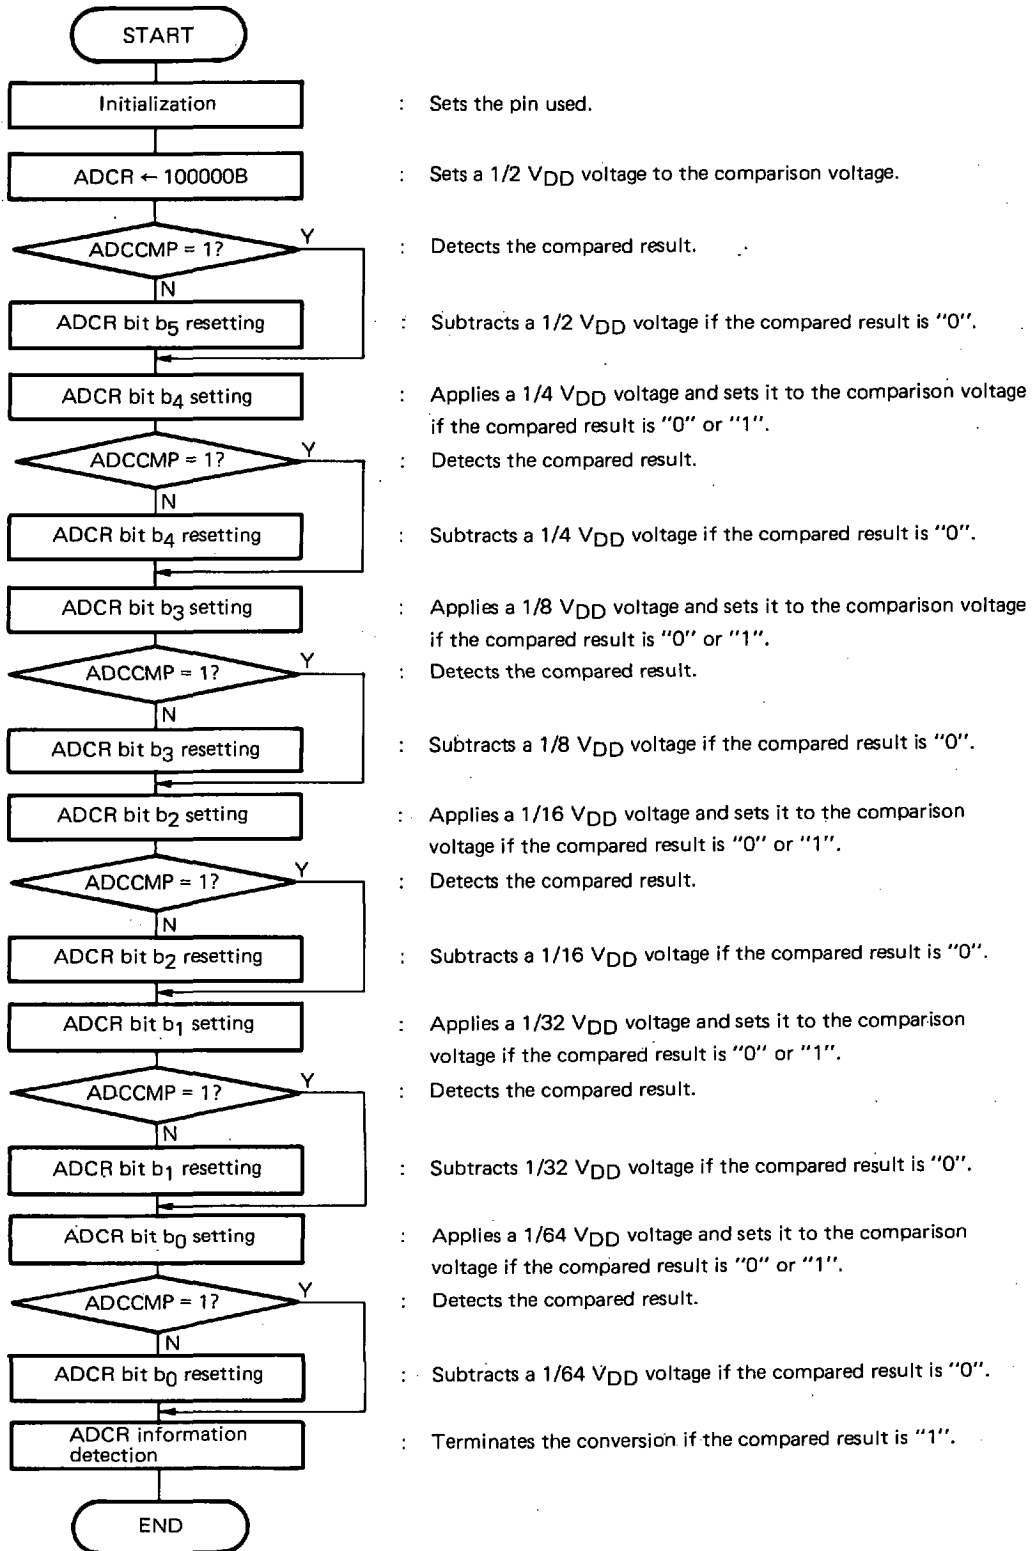 START
Initialization : Sets the pin used.
ADCR ← 100000B : Sets a 1/2 VDD voltage to the comparison voltage.
ADCCMP = 1? Y : Detects the compared result.
N
ADCR bit b5 resetting : Subtracts a 1/2 VDD voltage if the compared result is "0".
ADCR bit b4 setting : Applies a 1/4 VDD voltage and sets it to the comparison voltage
if the compared result is "0" or "1".
ADCCMP = 1? Y : Detects the compared result.
N
ADCR bit b4 resetting : Subtracts a 1/4 VDD voltage if the compared result is "0".
ADCR bit b3 setting : Applies a 1/8 VDD voltage and sets it to the comparison voltage
if the compared result is "0" or "1".
ADCCMP = 1? Y : Detects the compared result.
N
ADCR bit b3 resetting : Subtracts a 1/8 VDD voltage if the compared result is "0".
ADCR bit b2 setting : Applies a 1/16 VDD voltage and sets it to the comparison
voltage if the compared result is "0" or "1".
ADCCMP = 1? Y : Detects the compared result.
N
ADCR bit b2 resetting : Subtracts a 1/16 VDD voltage if the compared result is "0".
ADCR bit b1 setting : Applies a 1/32 VDD voltage and sets it to the comparison
voltage if the compared result is "0" or "1".
ADCCMP = 1? Y : Detects the compared result.
N
ADCR bit b1 resetting : Subtracts 1/32 VDD voltage if the compared result is "0".
ADCR bit b0 setting : Applies a 1/64 VDD voltage and sets it to the comparison
voltage if the compared result is "0" or "1".
ADCCMP = 1? Y : Detects the compared result.
N
ADCR bit b0 resetting : Subtracts a 1/64 VDD voltage if the compared result is "0".
ADCR information
detection : Terminates the conversion if the compared result is "1".
END